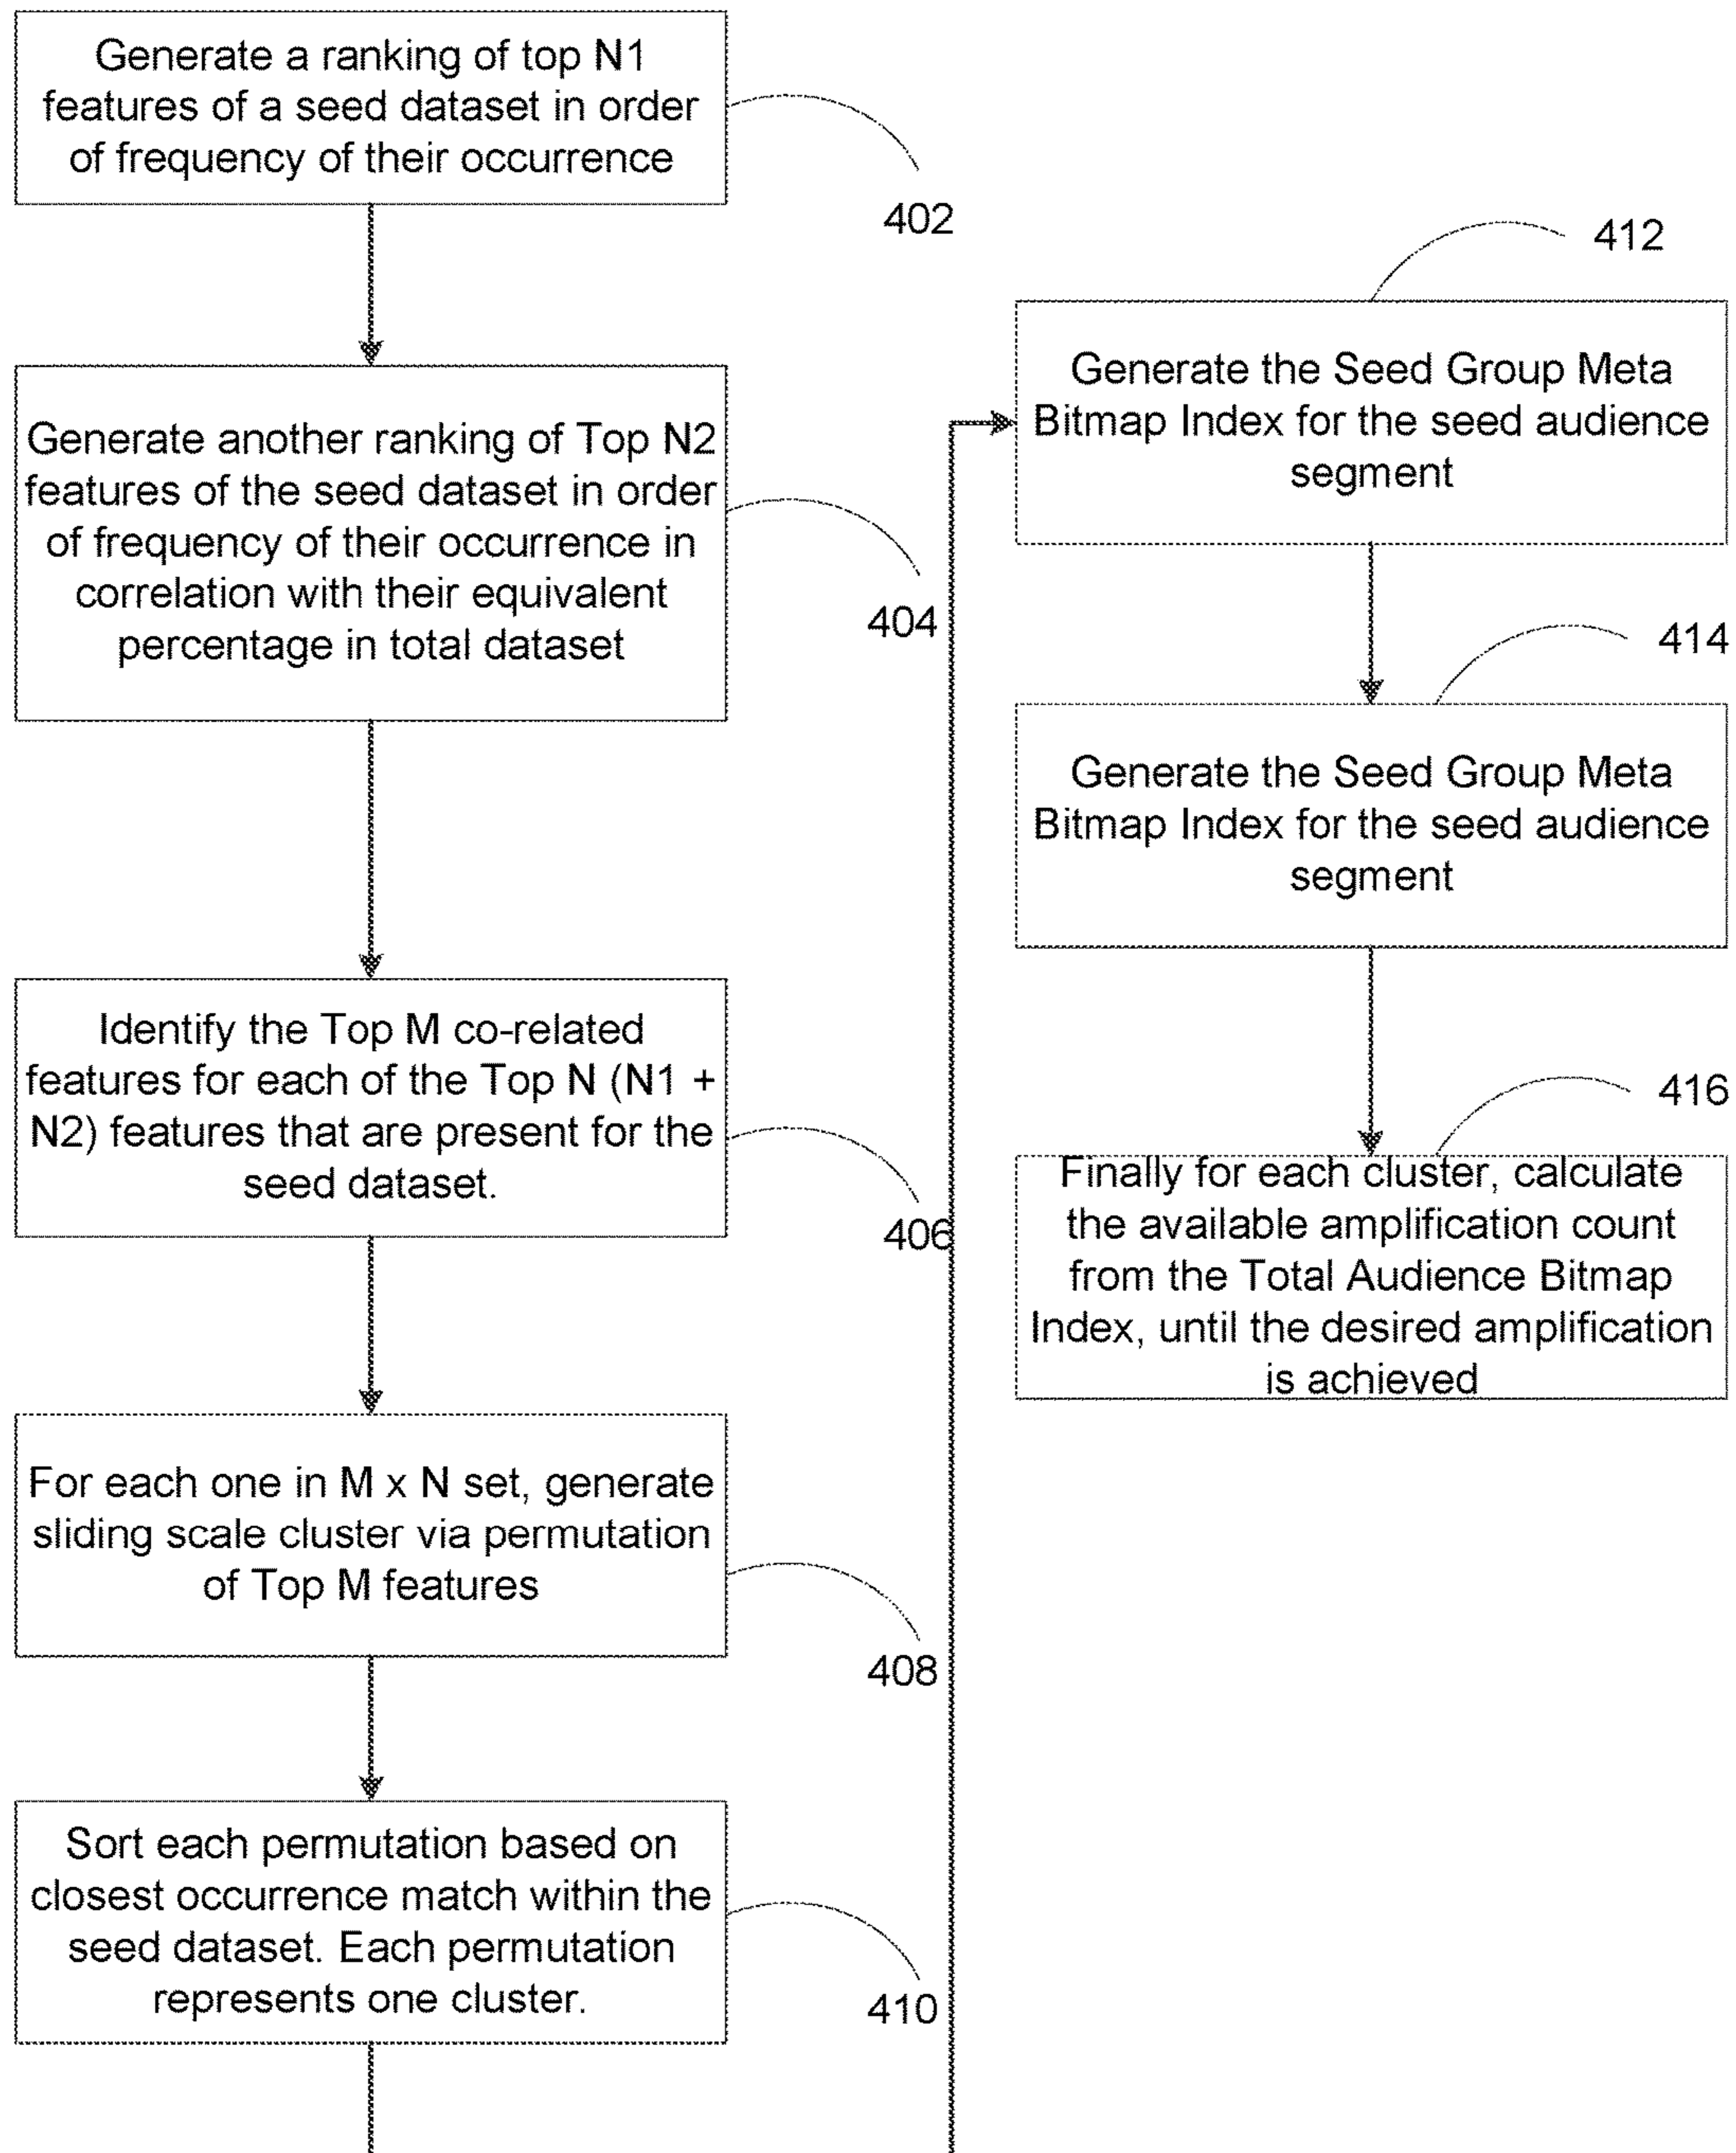 Generate a ranking of top N1
features of a seed dataset in order
of frequency of their occurrence
402
Generate another ranking of Top N2
features of the seed dataset in order
of frequency of their occurrence in
correlation with their equivalent
percentage in total dataset
404
Identify the Top M co-related
features for each of the Top N (N1 +
N2) features that are present for the
seed dataset.
406
For each one in M x N set, generate
sliding scale cluster via permutation
of Top M features
408
Sort each permutation based on
closest occurrence match within the
seed dataset. Each permutation
represents one cluster.
410
412
Generate the Seed Group Meta
Bitmap Index for the seed audience
segment
414
Generate the Seed Group Meta
Bitmap Index for the seed audience
segment
416
Finally for each cluster, calculate
the available amplification count
from the Total Audience Bitmap
Index, until the desired amplification
is achieved